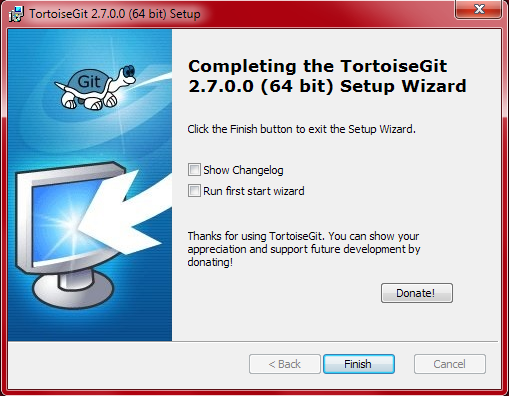 TortoiseGit 2.7.0.0 (64 bit) Setup
Git
Completing the TortoiseGit
2.7.0.0 (64 bit) Setup Wizard
Click the Finish button to exit the Setup Wizard.
Show Changelog
Run first start wizard
Thanks for using TortoiseGit. You can show your
appreciation and support future development by
donating!
Donate!
< Back
Finish
Cancel